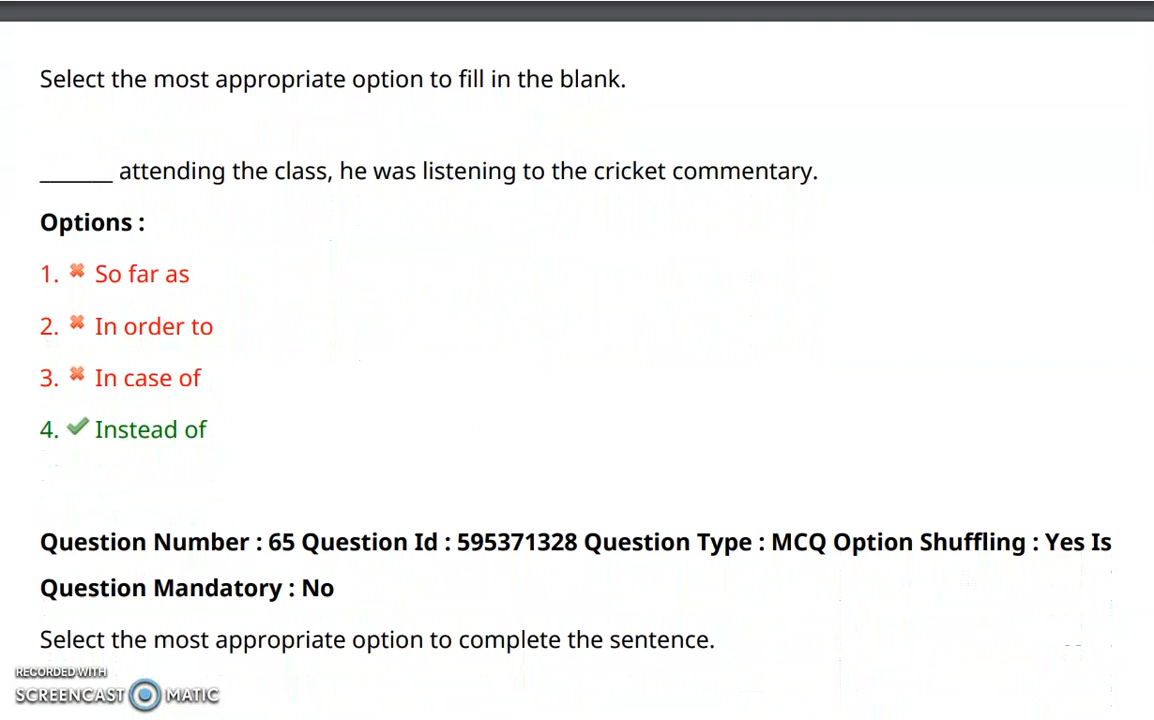 Select the most appropriate option to fill in the blank.
______ attending the class, he was listening to the cricket commentary.
Options :
1. ✖ So far as
2. ✖ In order to
3. ✖ In case of
4. ✔ Instead of
Question Number : 65 Question Id : 595371328 Question Type : MCQ Option Shuffling : Yes Is
Question Mandatory : No
Select the most appropriate option to complete the sentence.
RECORDED WITH
SCREENCAST MATIC